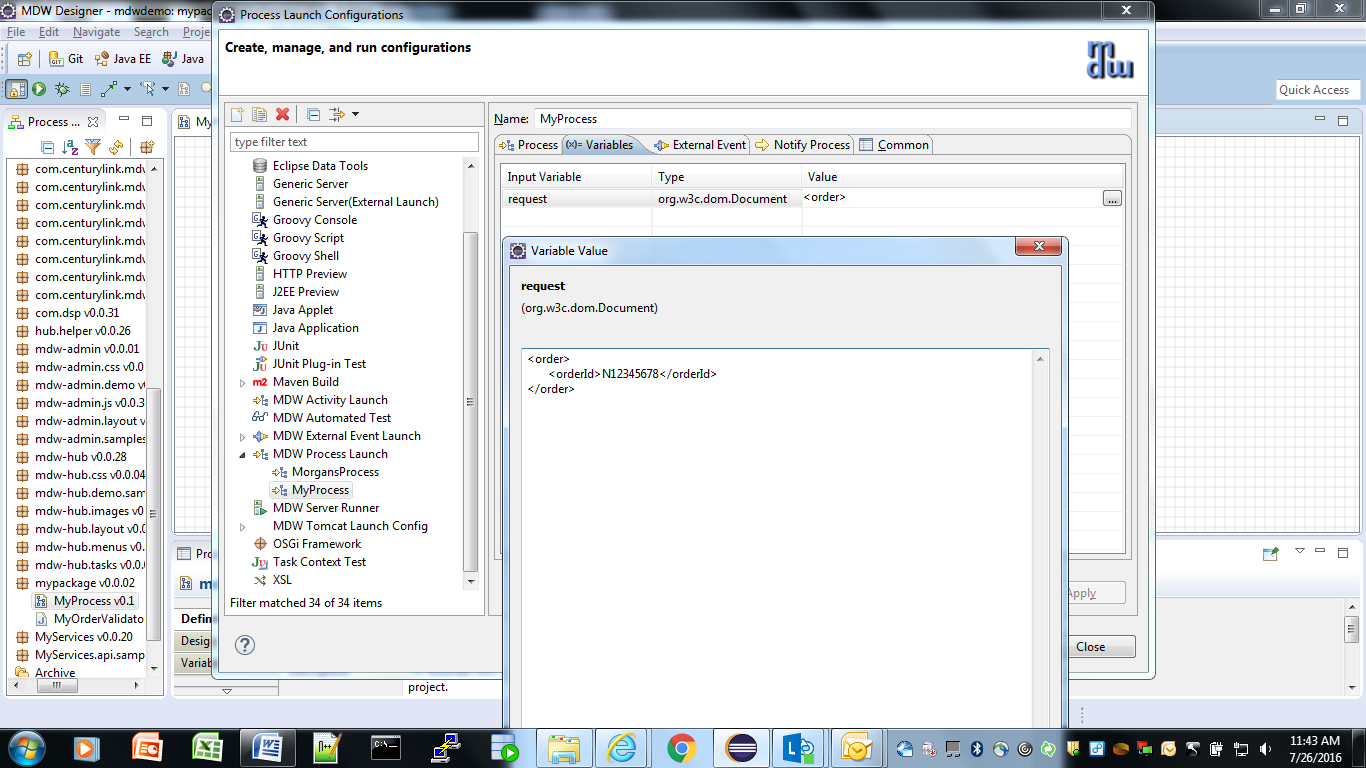 MDW Designer - mdwdemo: mypac
File Edit Navigate Search Proje
Git Java EE Java
Quick Access
Process ...
My
com.centurylink.mdw
com.centurylink.mdw
com.centurylink.mdw
com.centurylink.mdw
com.centurylink.mdw
com.centurylink.mdw
com.centurylink.mdw
com.centurylink.mdw
com.dsp v0.0.31
hub.helper v0.0.26
mdw-admin v0.0.01
mdw-admin.css v0.0
mdw-admin.demo v
mdw-admin.js v0.0.3
mdw-admin.layout v
mdw-admin.samples
mdw-hub v0.0.28
mdw-hub.css v0.0.04
mdw-hub.demo.sam
mdw-hub.images v0.
mdw-hub.layout v0.0
mdw-hub.menus v0.
mdw-hub.tasks v0.0.
mypackage v0.0.02
MyProcess v0.1
MyOrderValidato
MyServices v0.0.20
MyServices.api.samp
Archive
Pro
m
Defin
Desig
Variab
project.
Process Launch Configurations
Create, manage, and run configurations
mdw
type filter text
Eclipse Data Tools
Generic Server
Generic Server(External Launch)
Groovy Console
Groovy Script
Groovy Shell
HTTP Preview
J2EE Preview
Java Applet
Java Application
JUnit
JUnit Plug-in Test
m2 Maven Build
MDW Activity Launch
MDW Automated Test
MDW External Event Launch
MDW Process Launch
MorgansProcess
MyProcess
MDW Server Runner
MDW Tomcat Launch Config
OSGi Framework
Task Context Test
XSL
Filter matched 34 of 34 items
Name: MyProcess
Process (x)= Variables External Event Notify Process Common
Input Variable Type Value
request org.w3c.dom.Document <order> ...
Apply
Close
Variable Value
request
(org.w3c.dom.Document)
<order>
<orderId>N12345678</orderId>
</order>
11:43 AM
7/26/2016